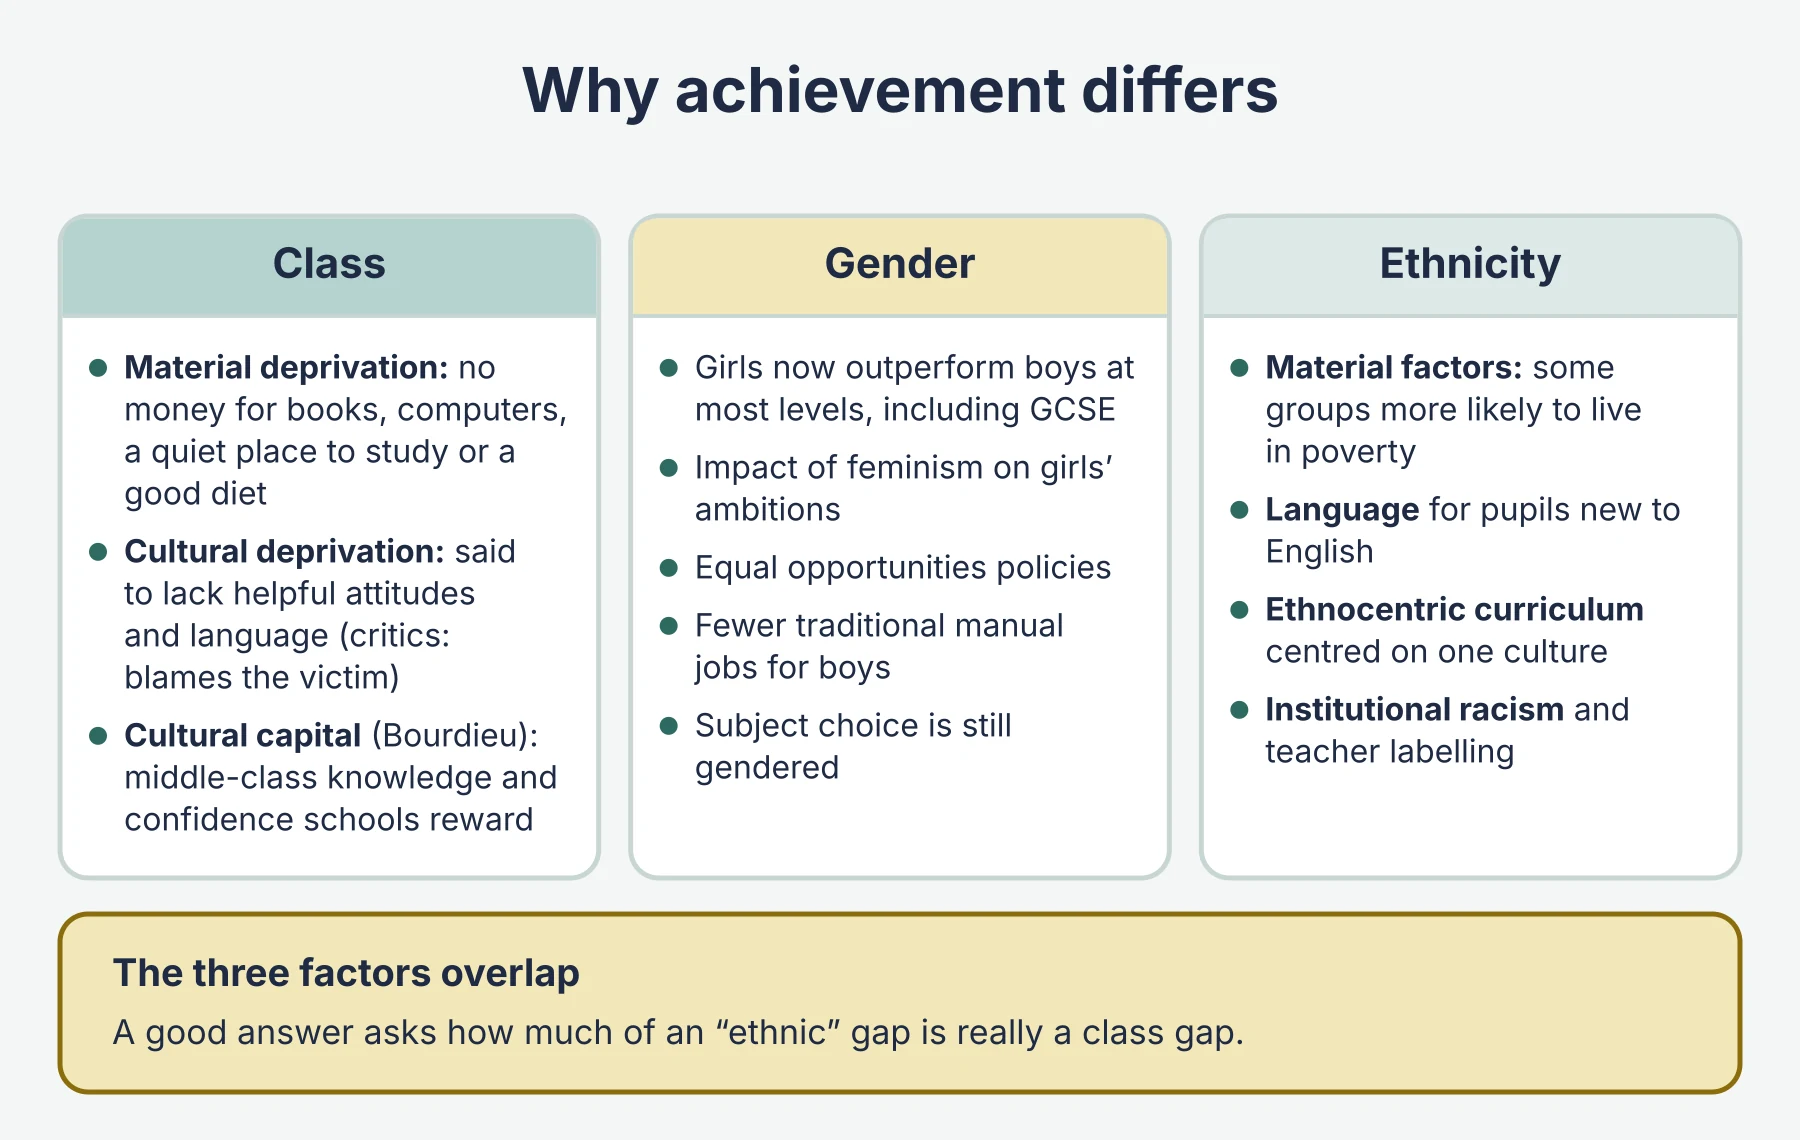 Why achievement differs
Class
Material deprivation: no
money for books, computers,
a quiet place to study or a
good diet
Cultural deprivation: said
to lack helpful attitudes
and language (critics:
blames the victim)
Cultural capital (Bourdieu):
middle-class knowledge and
confidence schools reward
Gender
Girls now outperform boys at
most levels, including GCSE
Impact of feminism on girls’
ambitions
Equal opportunities policies
Fewer traditional manual
jobs for boys
Subject choice is still
gendered
Ethnicity
Material factors: some
groups more likely to live
in poverty
Language for pupils new to
English
Ethnocentric curriculum
centred on one culture
Institutional racism and
teacher labelling
The three factors overlap
A good answer asks how much of an “ethnic” gap is really a class gap.